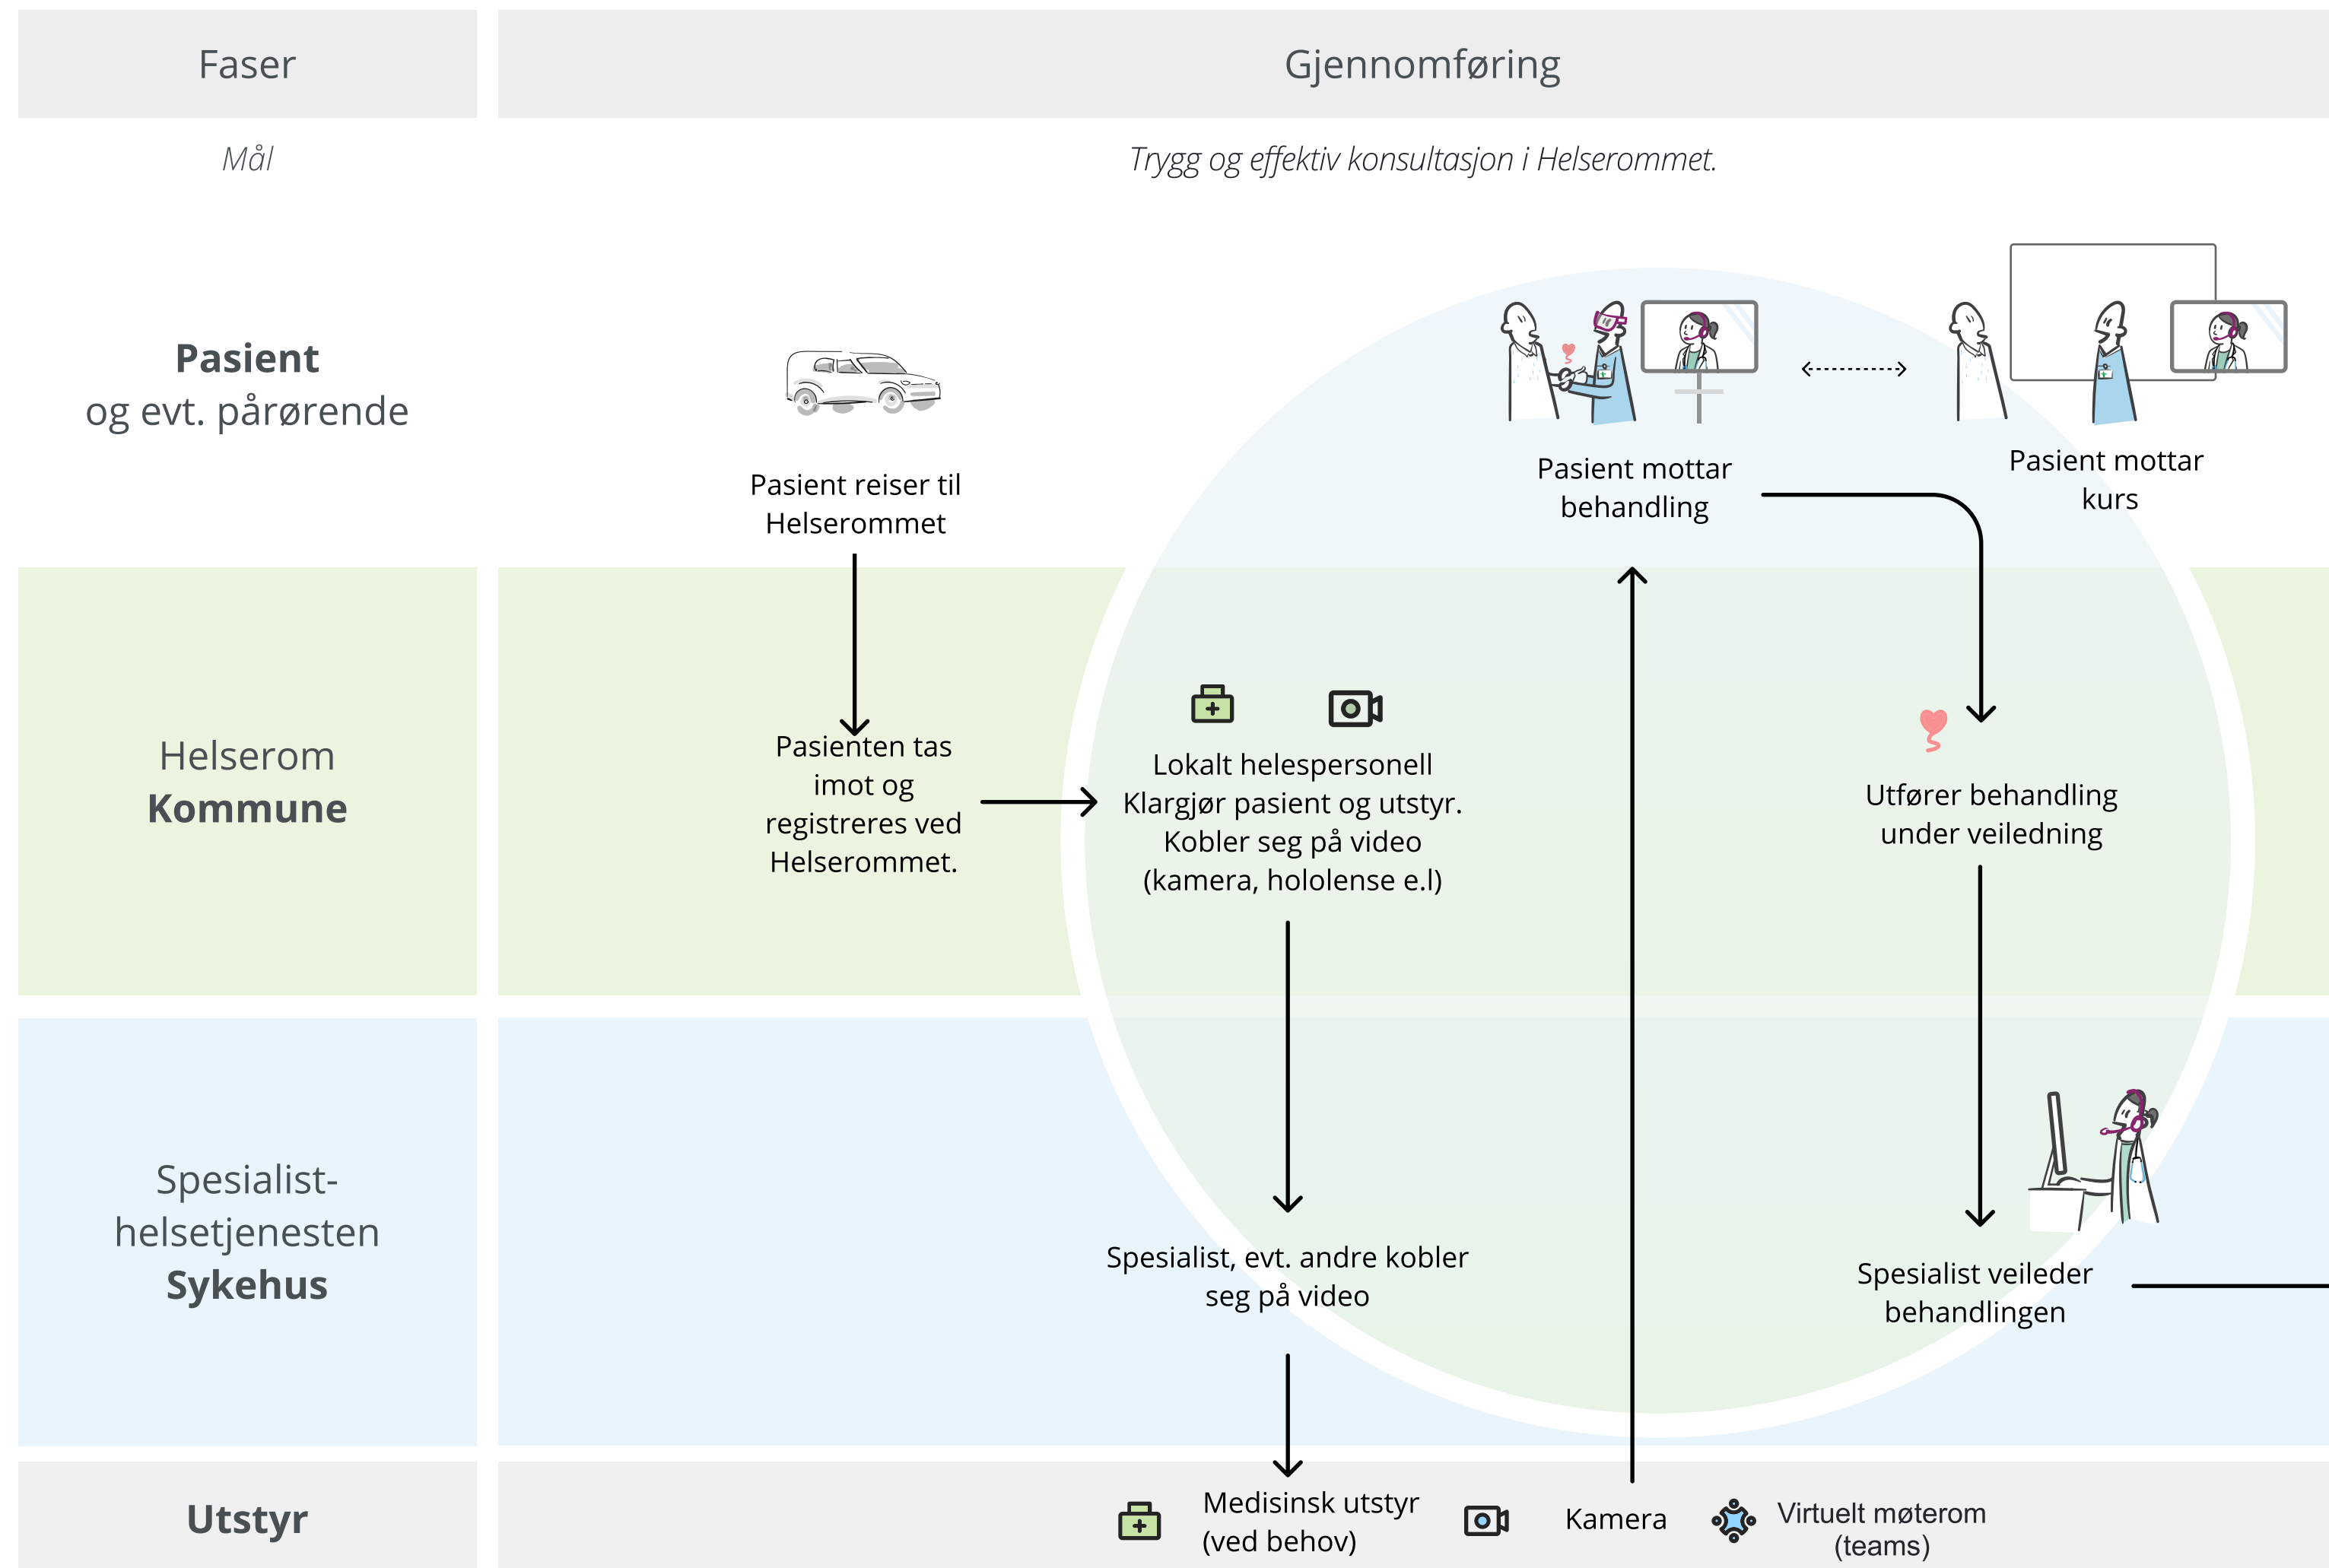 Faser
Gjennomføring
Mål
Trygg og effektiv konsultasjon i Helserommet.
Pasient
og evt. pårørende
Pasient reiser til
Helserommet
Pasient mottar
behandling
Pasient mottar
kurs
Helserom
Kommune
Pasienten tas
imot og
registreres ved
Helserommet.
Lokalt helespersonell
Klargjør pasient og utstyr.
Kobler seg på video
(kamera, hololense e.l)
Utfører behandling
under veiledning
Spesialist-
helsetjenesten
Sykehus
Spesialist, evt. andre kobler
seg på video
Spesialist veileder
behandlingen
Utstyr
Medisinsk utstyr
(ved behov)
Kamera
Virtuelt møterom
(teams)